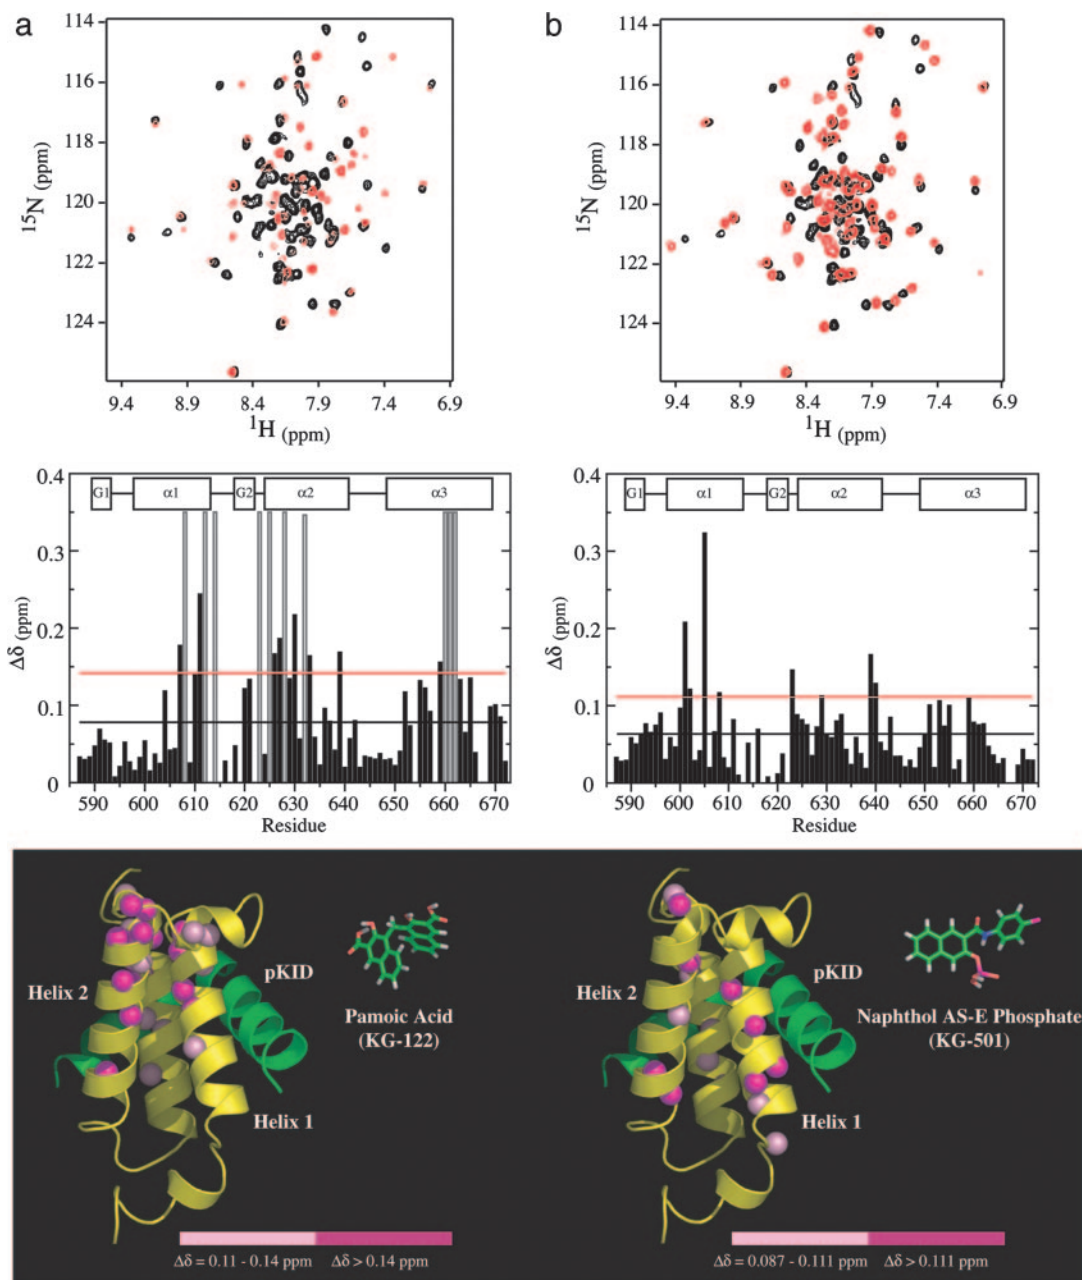 a
114
116
118
120
122
124
15N (ppm)
9.4 8.9 8.4 7.9 7.4 6.9
1H (ppm)
b
114
116
118
120
122
124
15N (ppm)
9.4 8.9 8.4 7.9 7.4 6.9
1H (ppm)
0.4
0.3
0.2
0.1
0
Δδ (ppm)
G1 α1 G2 α2 α3
590 600 610 620 630 640 650 660 670
Residue
0.4
0.3
0.2
0.1
0
Δδ (ppm)
G1 α1 G2 α2 α3
590 600 610 620 630 640 650 660 670
Residue
pKID
Helix 2
Pamoic Acid
(KG-122)
Helix 1
Δδ = 0.11 - 0.14 ppm Δδ > 0.14 ppm
pKID
Helix 2
Naphthol AS-E Phosphate
(KG-501)
Helix 1
Δδ = 0.087 - 0.111 ppm Δδ > 0.111 ppm